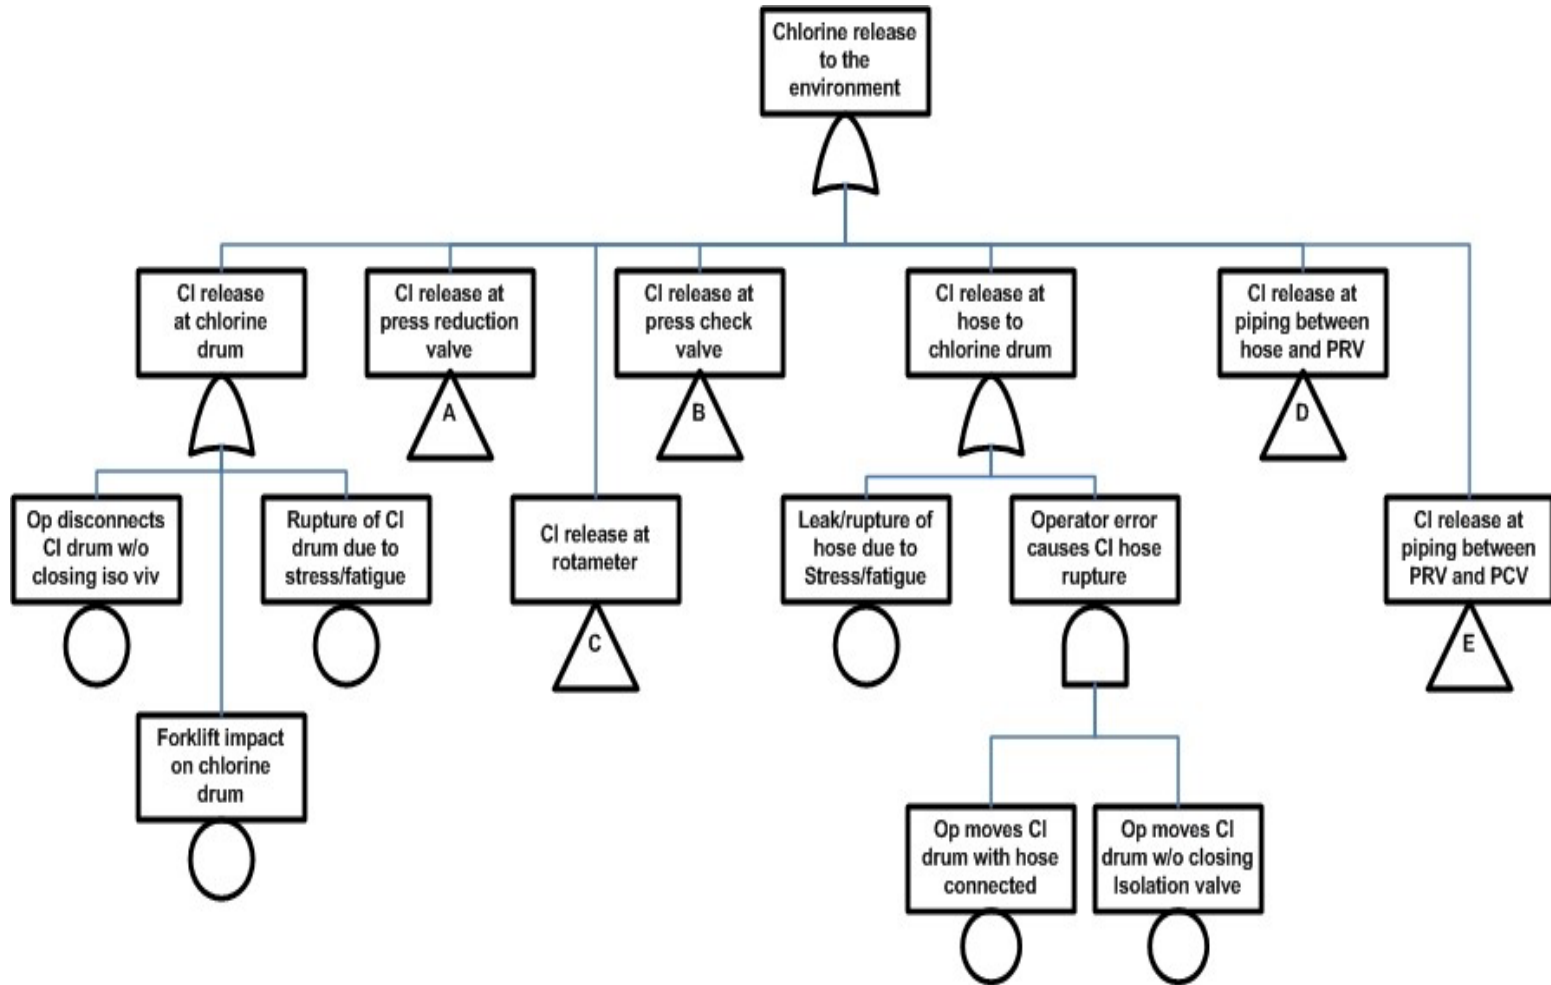 Chlorine release
to the
environment
Cl release
at chlorine
drum
Cl release at
press reduction
valve
Cl release at
press check
valve
Cl release at
hose to
chlorine drum
Cl release at
piping between
hose and PRV
A
B
D
Op disconnects
Cl drum w/o
closing iso viv
Rupture of Cl
drum due to
stress/fatigue
Cl release at
rotameter
Leak/rupture of
hose due to
Stress/fatigue
Operator error
causes Cl hose
rupture
Cl release at
piping between
PRV and PCV
C
E
Forklift impact
on chlorine
drum
Op moves Cl
drum with hose
connected
Op moves Cl
drum w/o closing
Isolation valve